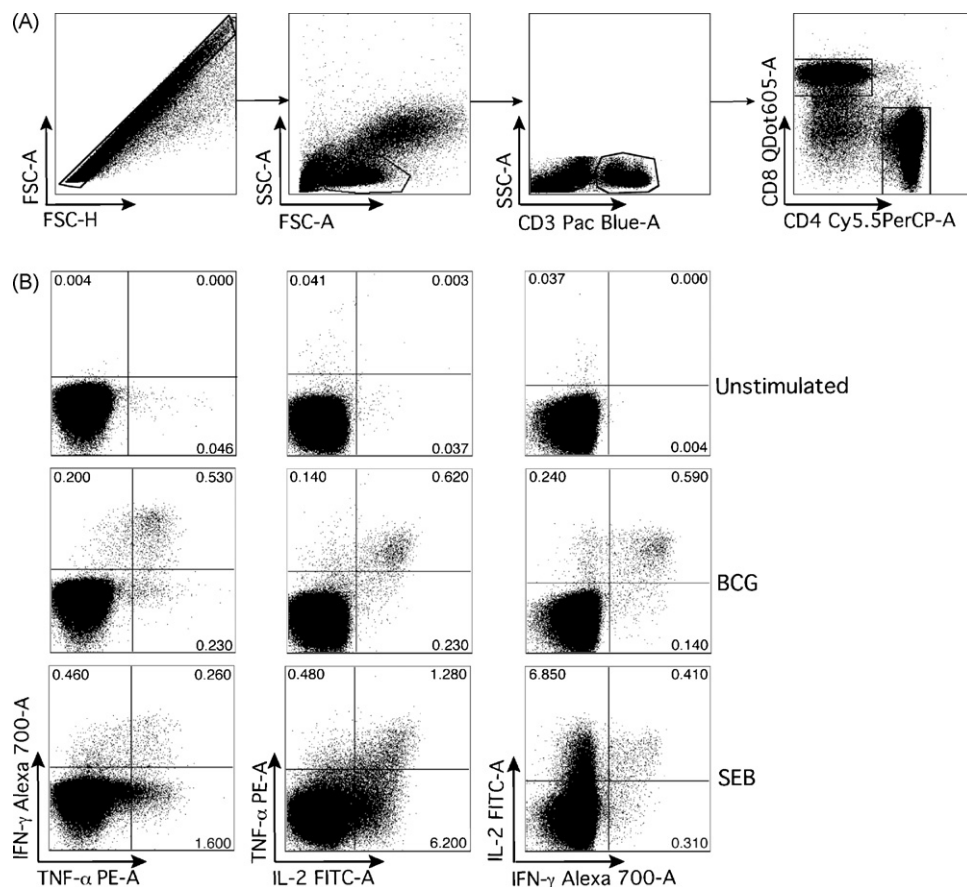 (A)
FSC-A
FSC-H
SSC-A
FSC-A
SSC-A
CD3 Pac Blue-A
CD8 QDot605-A
CD4 Cy5.5PerCP-A
(B)
0.004 0.000
0.046
0.041 0.003
0.037
0.037 0.000
0.004
Unstimulated
0.200 0.530
0.230
0.140 0.620
0.230
0.240 0.590
0.140
BCG
0.460 0.260
1.600
0.480 1.280
6.200
6.850 0.410
0.310
SEB
IFN-γ Alexa 700-A
TNF-α PE-A
TNF-α PE-A
IL-2 FITC-A
IL-2 FITC-A
IFN-γ Alexa 700-A